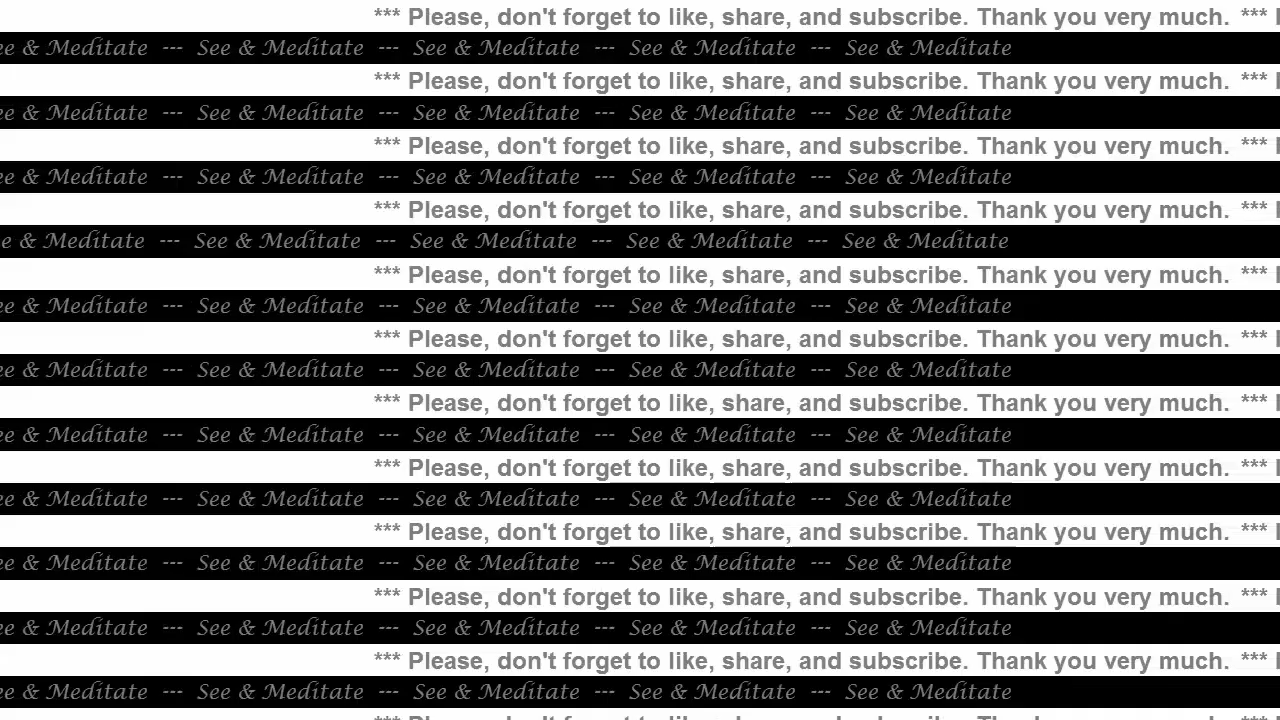 *** Please, don't forget to like, share, and subscribe. Thank you very much. ***
& Meditate --- See & Meditate --- See & Meditate --- See & Meditate --- See & Meditate
*** Please, don't forget to like, share, and subscribe. Thank you very much. ***
& Meditate --- See & Meditate --- See & Meditate --- See & Meditate --- See & Meditate
*** Please, don't forget to like, share, and subscribe. Thank you very much. ***
& Meditate --- See & Meditate --- See & Meditate --- See & Meditate --- See & Meditate
*** Please, don't forget to like, share, and subscribe. Thank you very much. ***
& Meditate --- See & Meditate --- See & Meditate --- See & Meditate --- See & Meditate
*** Please, don't forget to like, share, and subscribe. Thank you very much. ***
& Meditate --- See & Meditate --- See & Meditate --- See & Meditate --- See & Meditate
*** Please, don't forget to like, share, and subscribe. Thank you very much. ***
& Meditate --- See & Meditate --- See & Meditate --- See & Meditate --- See & Meditate
*** Please, don't forget to like, share, and subscribe. Thank you very much. ***
& Meditate --- See & Meditate --- See & Meditate --- See & Meditate --- See & Meditate
*** Please, don't forget to like, share, and subscribe. Thank you very much. ***
& Meditate --- See & Meditate --- See & Meditate --- See & Meditate --- See & Meditate
*** Please, don't forget to like, share, and subscribe. Thank you very much. ***
& Meditate --- See & Meditate --- See & Meditate --- See & Meditate --- See & Meditate
*** Please, don't forget to like, share, and subscribe. Thank you very much. ***
& Meditate --- See & Meditate --- See & Meditate --- See & Meditate --- See & Meditate
*** Please, don't forget to like, share, and subscribe. Thank you very much. ***
& Meditate --- See & Meditate --- See & Meditate --- See & Meditate --- See & Meditate